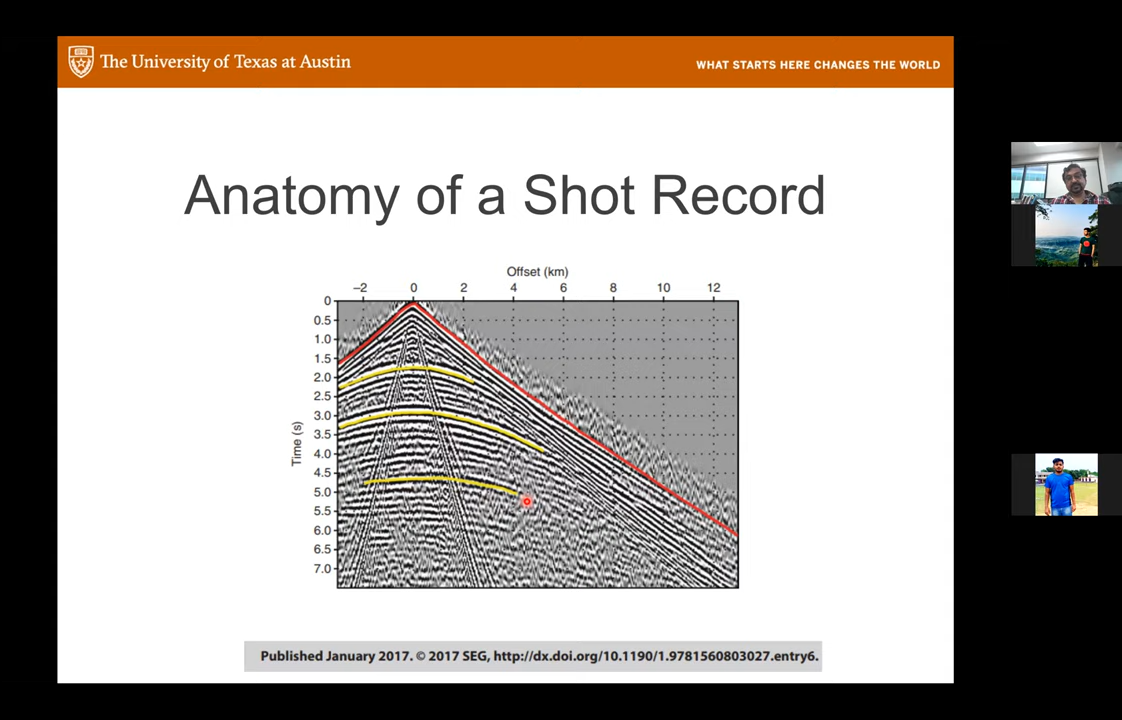 The University of Texas at Austin
WHAT STARTS HERE CHANGES THE WORLD
Anatomy of a Shot Record
Offset (km)
–2 0 2 4 6 8 10 12
Time (s)
0
0.5
1.0
1.5
2.0
2.5
3.0
3.5
4.0
4.5
5.0
5.5
6.0
6.5
7.0
Published January 2017. © 2017 SEG, http://dx.doi.org/10.1190/1.9781560803027.entry6.